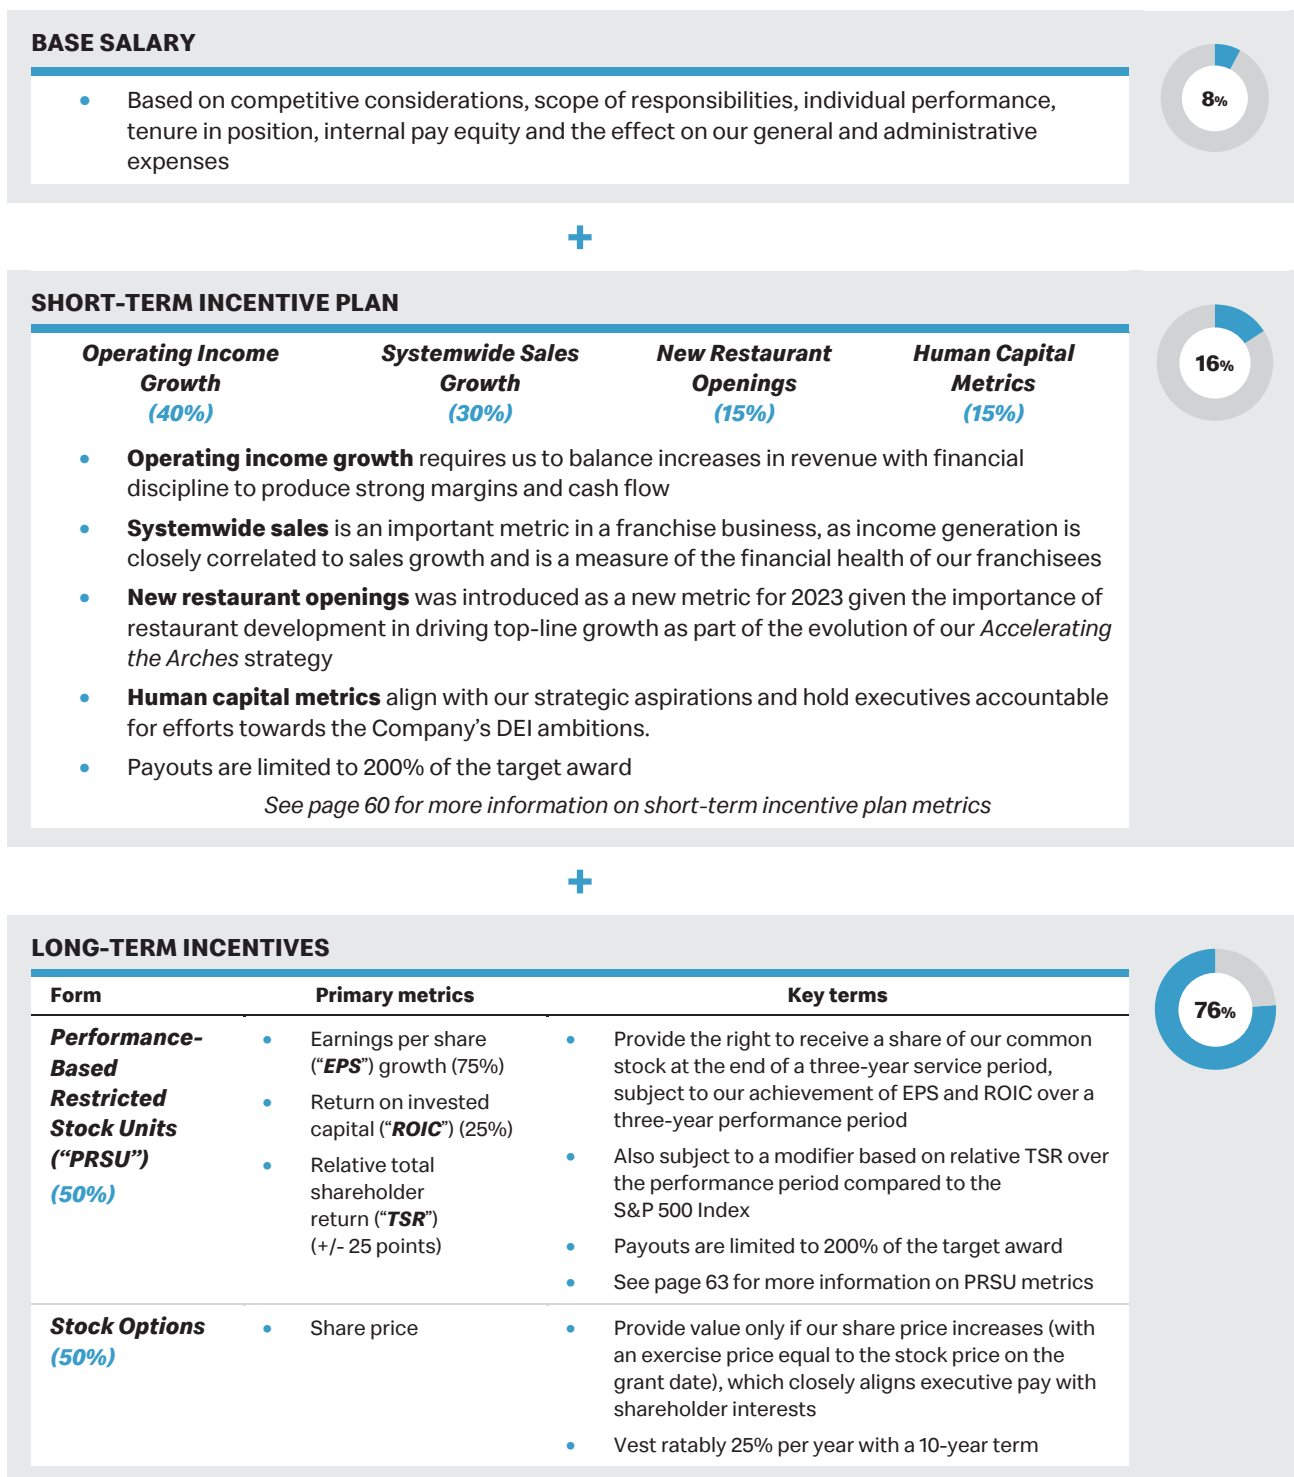 BASE SALARY
• Based on competitive considerations, scope of responsibilities, individual performance,
tenure in position, internal pay equity and the effect on our general and administrative
expenses
8%
+
SHORT-TERM INCENTIVE PLAN
16%
Operating Income
Growth
(40%)
Systemwide Sales
Growth
(30%)
New Restaurant
Openings
(15%)
Human Capital
Metrics
(15%)
• Operating income growth requires us to balance increases in revenue with financial
discipline to produce strong margins and cash flow
• Systemwide sales is an important metric in a franchise business, as income generation is
closely correlated to sales growth and is a measure of the financial health of our franchisees
• New restaurant openings was introduced as a new metric for 2023 given the importance of
restaurant development in driving top-line growth as part of the evolution of our Accelerating
the Arches strategy
• Human capital metrics align with our strategic aspirations and hold executives accountable
for efforts towards the Company’s DEI ambitions.
• Payouts are limited to 200% of the target award
See page 60 for more information on short-term incentive plan metrics
+
LONG-TERM INCENTIVES
76%
Form
Primary metrics
Key terms
Performance-
Based
Restricted
Stock Units
(“PRSU”)
(50%)
• Earnings per share
(“EPS”) growth (75%)
• Return on invested
capital (“ROIC”) (25%)
• Relative total
shareholder
return (“TSR”)
(+/- 25 points)
• Provide the right to receive a share of our common
stock at the end of a three-year service period,
subject to our achievement of EPS and ROIC over a
three-year performance period
• Also subject to a modifier based on relative TSR over
the performance period compared to the
S&P 500 Index
• Payouts are limited to 200% of the target award
• See page 63 for more information on PRSU metrics
Stock Options
(50%)
• Share price
• Provide value only if our share price increases (with
an exercise price equal to the stock price on the
grant date), which closely aligns executive pay with
shareholder interests
• Vest ratably 25% per year with a 10-year term